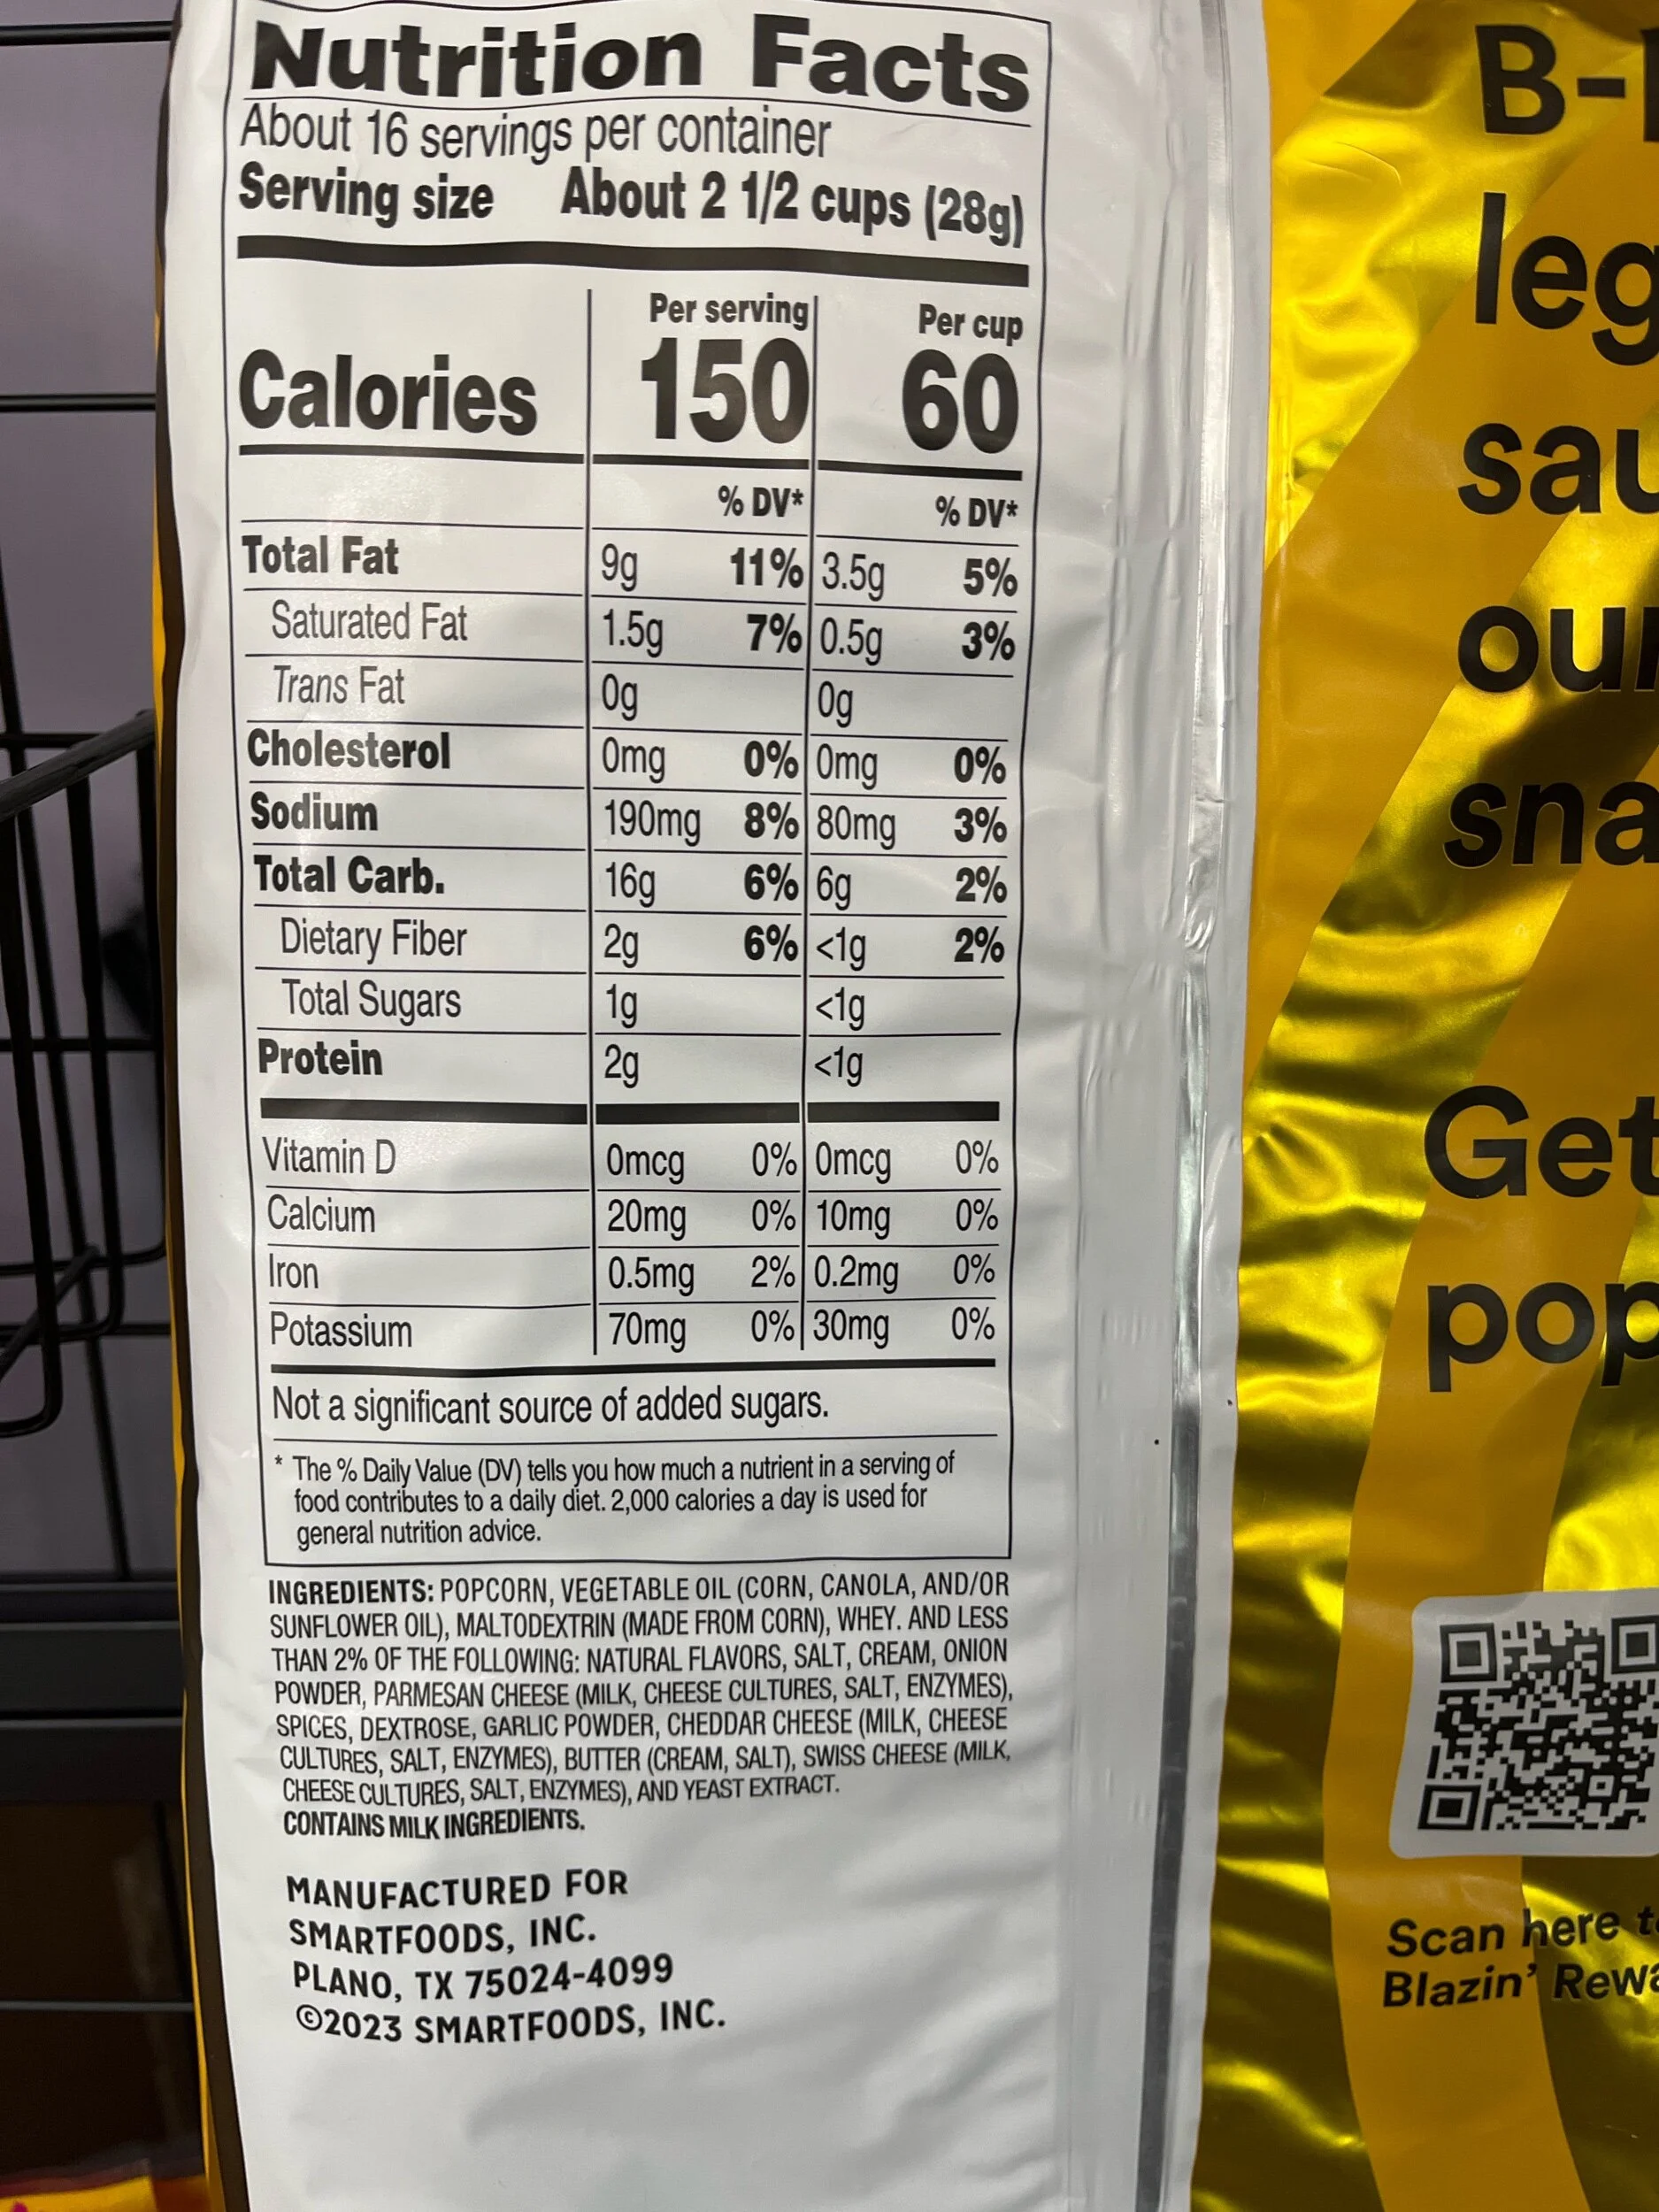 Nutrition Facts
About 16 servings per container
Serving size About 2 1/2 cups (28g)
Per serving Per cup
Calories 150 60
% DV* % DV*
Total Fat 9g 11% 3.5g 5%
Saturated Fat 1.5g 7% 0.5g 3%
Trans Fat 0g 0g
Cholesterol 0mg 0% 0mg 0%
Sodium 190mg 8% 80mg 3%
Total Carb. 16g 6% 6g 2%
Dietary Fiber 2g 6% <1g 2%
Total Sugars 1g <1g
Protein 2g <1g
Vitamin D 0mcg 0% 0mcg 0%
Calcium 20mg 0% 10mg 0%
Iron 0.5mg 2% 0.2mg 0%
Potassium 70mg 0% 30mg 0%
Not a significant source of added sugars.
* The % Daily Value (DV) tells you how much a nutrient in a serving of
food contributes to a daily diet. 2,000 calories a day is used for
general nutrition advice.
INGREDIENTS: POPCORN, VEGETABLE OIL (CORN, CANOLA, AND/OR
SUNFLOWER OIL), MALTODEXTRIN (MADE FROM CORN), WHEY. AND LESS
THAN 2% OF THE FOLLOWING: NATURAL FLAVORS, SALT, CREAM, ONION
POWDER, PARMESAN CHEESE (MILK, CHEESE CULTURES, SALT, ENZYMES),
SPICES, DEXTROSE, GARLIC POWDER, CHEDDAR CHEESE (MILK, CHEESE
CULTURES, SALT, ENZYMES), BUTTER (CREAM, SALT), SWISS CHEESE (MILK,
CHEESE CULTURES, SALT, ENZYMES), AND YEAST EXTRACT.
CONTAINS MILK INGREDIENTS.
MANUFACTURED FOR
SMARTFOODS, INC.
PLANO, TX 75024-4099
©2023 SMARTFOODS, INC.
B-
leg
sau
our
sna
Get
pop
Scan here
Blazin'